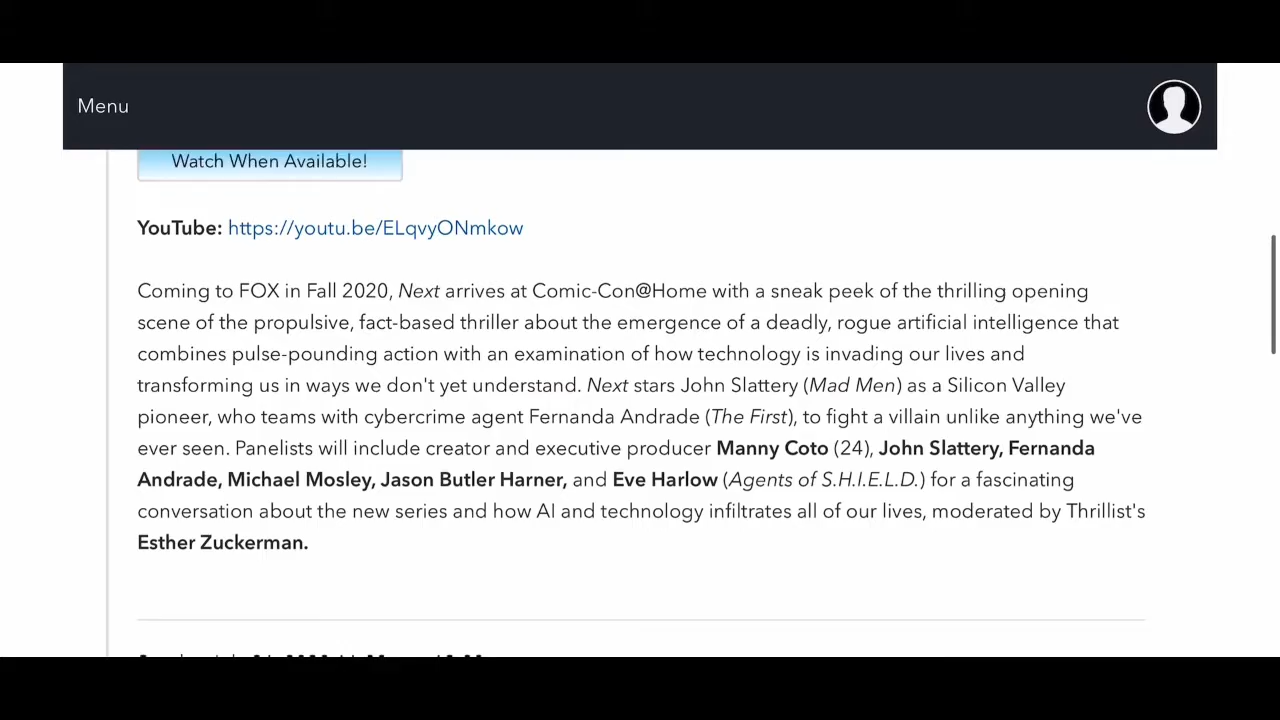 Menu
Watch When Available!
YouTube: https://youtu.be/ELqvyONmkow
Coming to FOX in Fall 2020, Next arrives at Comic-Con@Home with a sneak peek of the thrilling opening
scene of the propulsive, fact-based thriller about the emergence of a deadly, rogue artificial intelligence that
combines pulse-pounding action with an examination of how technology is invading our lives and
transforming us in ways we don't yet understand. Next stars John Slattery (Mad Men) as a Silicon Valley
pioneer, who teams with cybercrime agent Fernanda Andrade (The First), to fight a villain unlike anything we've
ever seen. Panelists will include creator and executive producer Manny Coto (24), John Slattery, Fernanda
Andrade, Michael Mosley, Jason Butler Harner, and Eve Harlow (Agents of S.H.I.E.L.D.) for a fascinating
conversation about the new series and how AI and technology infiltrates all of our lives, moderated by Thrillist's
Esther Zuckerman.